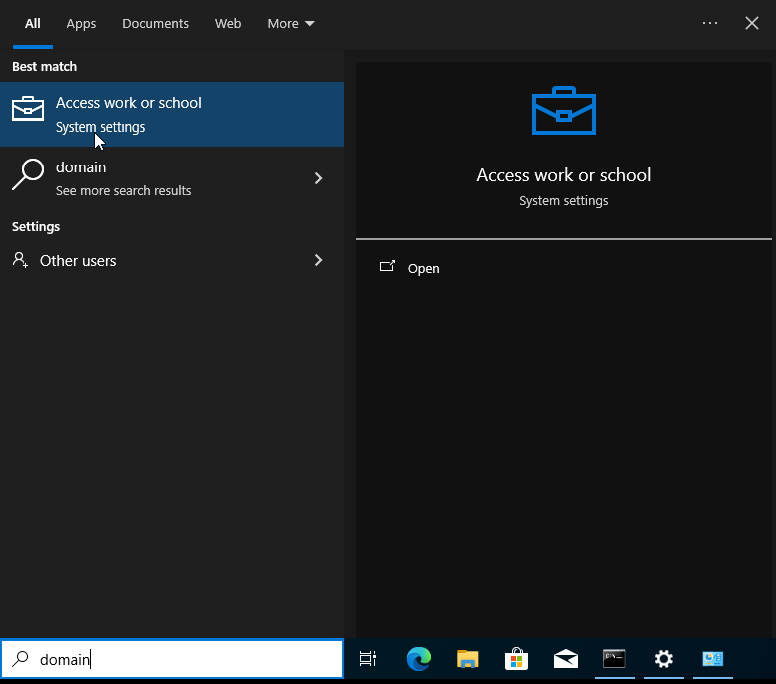 All Apps Documents Web More
Best match
Access work or school
System settings
domain
See more search results
Settings
Other users
Access work or school
System settings
Open
domain